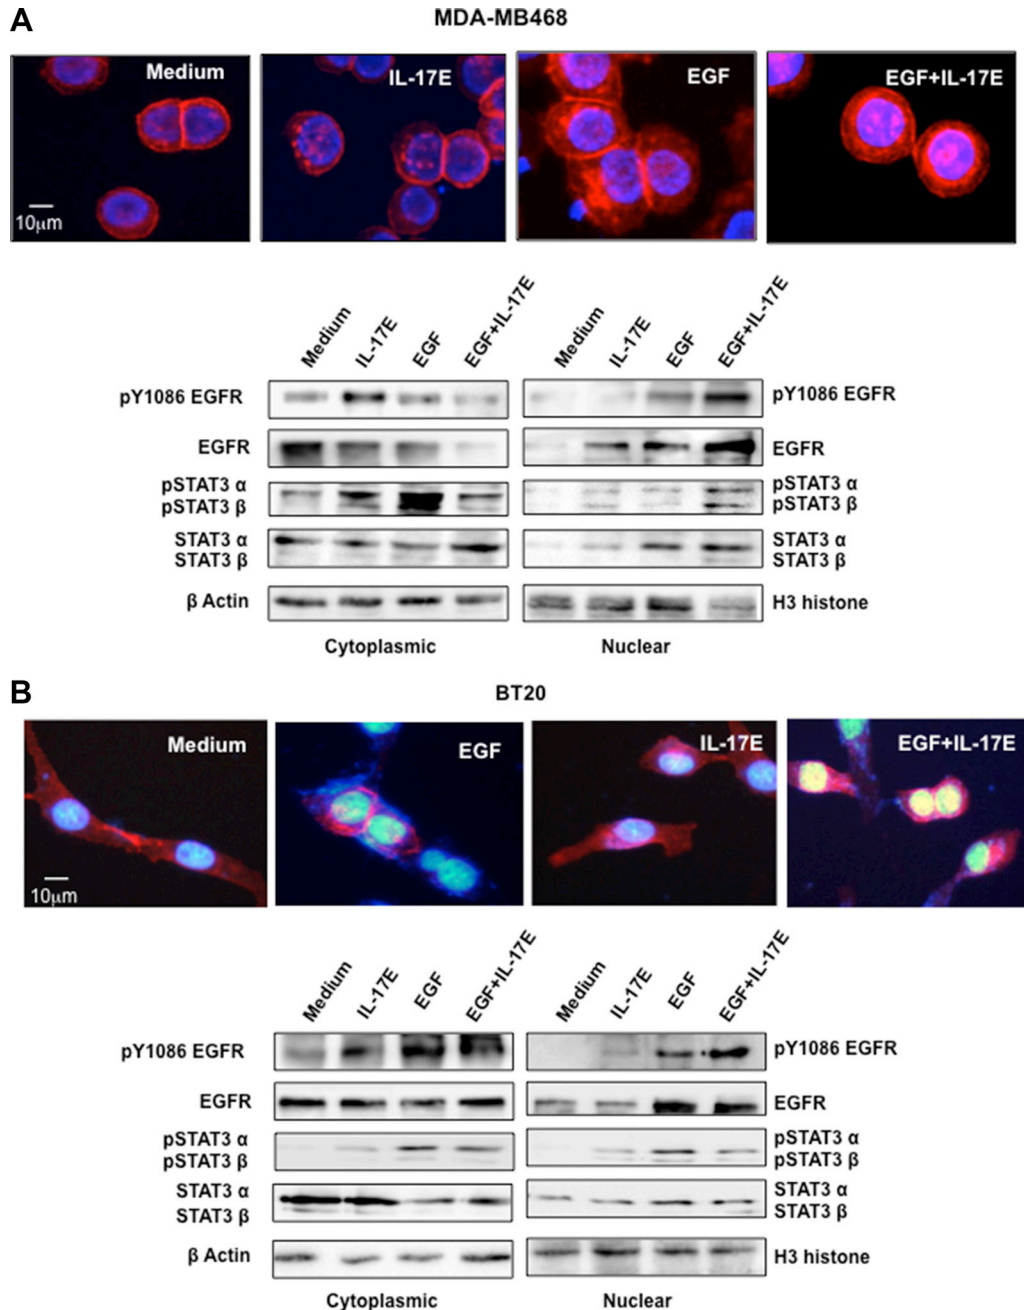 A
MDA-MB468
Medium
IL-17E
EGF
EGF+IL-17E
10μm
Medium
IL-17E
EGF
EGF+IL-17E
Medium
IL-17E
EGF
EGF+IL-17E
pY1086 EGFR
pY1086 EGFR
EGFR
EGFR
pSTAT3 α
pSTAT3 β
pSTAT3 α
pSTAT3 β
STAT3 α
STAT3 β
STAT3 α
STAT3 β
β Actin
H3 histone
Cytoplasmic
Nuclear
B
BT20
Medium
EGF
IL-17E
EGF+IL-17E
10μm
Medium
IL-17E
EGF
EGF+IL-17E
Medium
IL-17E
EGF
EGF+IL-17E
pY1086 EGFR
pY1086 EGFR
EGFR
EGFR
pSTAT3 α
pSTAT3 β
pSTAT3 α
pSTAT3 β
STAT3 α
STAT3 β
STAT3 α
STAT3 β
β Actin
H3 histone
Cytoplasmic
Nuclear